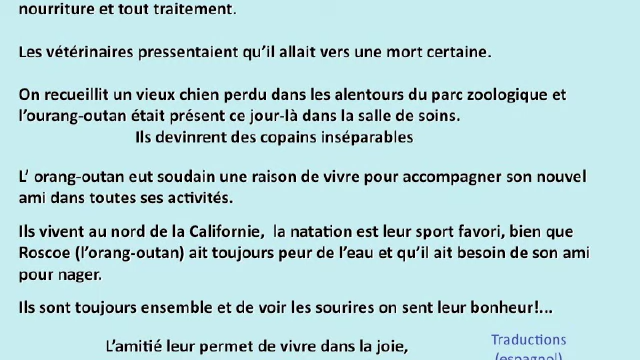 nourriture et tout traitement.
Les vétérinaires pressentaient qu'il allait vers une mort certaine.
On recueillit un vieux chien perdu dans les alentours du parc zoologique et
l'ourang-outan était présent ce jour-là dans la salle de soins.
Ils devinrent des copains inséparables
L' orang-outan eut soudain une raison de vivre pour accompagner son nouvel
ami dans toutes ses activités.
Ils vivent au nord de la Californie, la natation est leur sport favori, bien que
Roscoe (l'orang-outan) ait toujours peur de l'eau et qu'il ait besoin de son ami
pour nager.
Ils sont toujours ensemble et de voir les sourires on sent leur bonheur!...
L'amitié leur permet de vivre dans la joie,
Traductions
(espagnol)